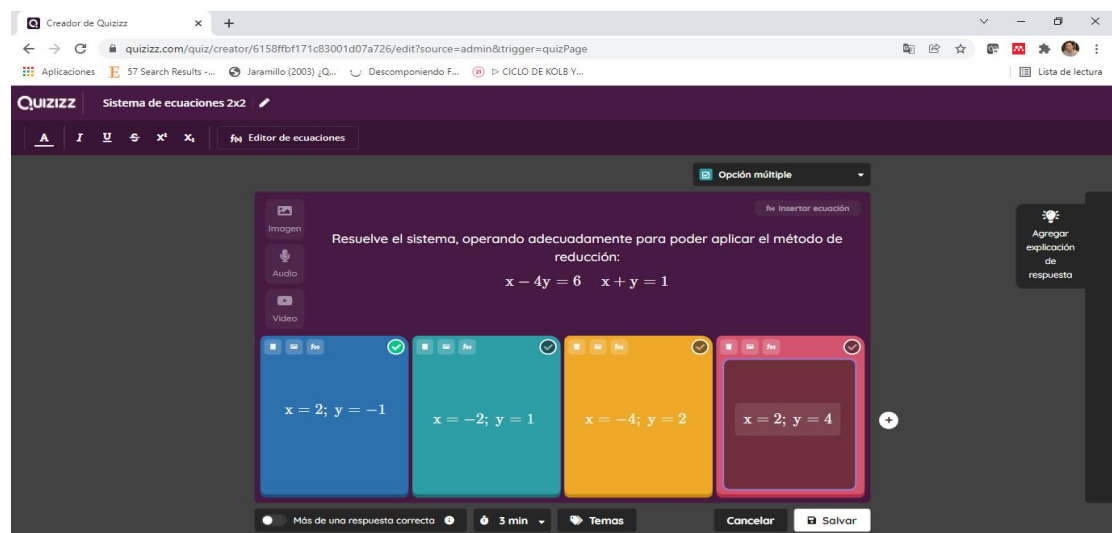 Creador de Quizizz
quizizz.com/quiz/creator/6158ffbf171c83001d07a726/edit?source=admin&trigger=quizPage
Aplicaciones
57 Search Results -...
Jaramillo (2003) ¿Q...
Descomponiendo F...
▷ CICLO DE KOLB Y...
Lista de lectura
QUIZIZZ
Sistema de ecuaciones 2x2
A I U S X¹ X₁
f(x) Editor de ecuaciones
Opción múltiple
Imagen
Audio
Video
f(x) Insertar ecuación
Resuelve el sistema, operando adecuadamente para poder aplicar el método de
reducción:
x − 4y = 6 x + y = 1
Agregar
explicación
de
respuesta
x = 2; y = −1
x = −2; y = 1
x = −4; y = 2
x = 2; y = 4
Más de una respuesta correcta
3 min
Temas
Cancelar
Salvar